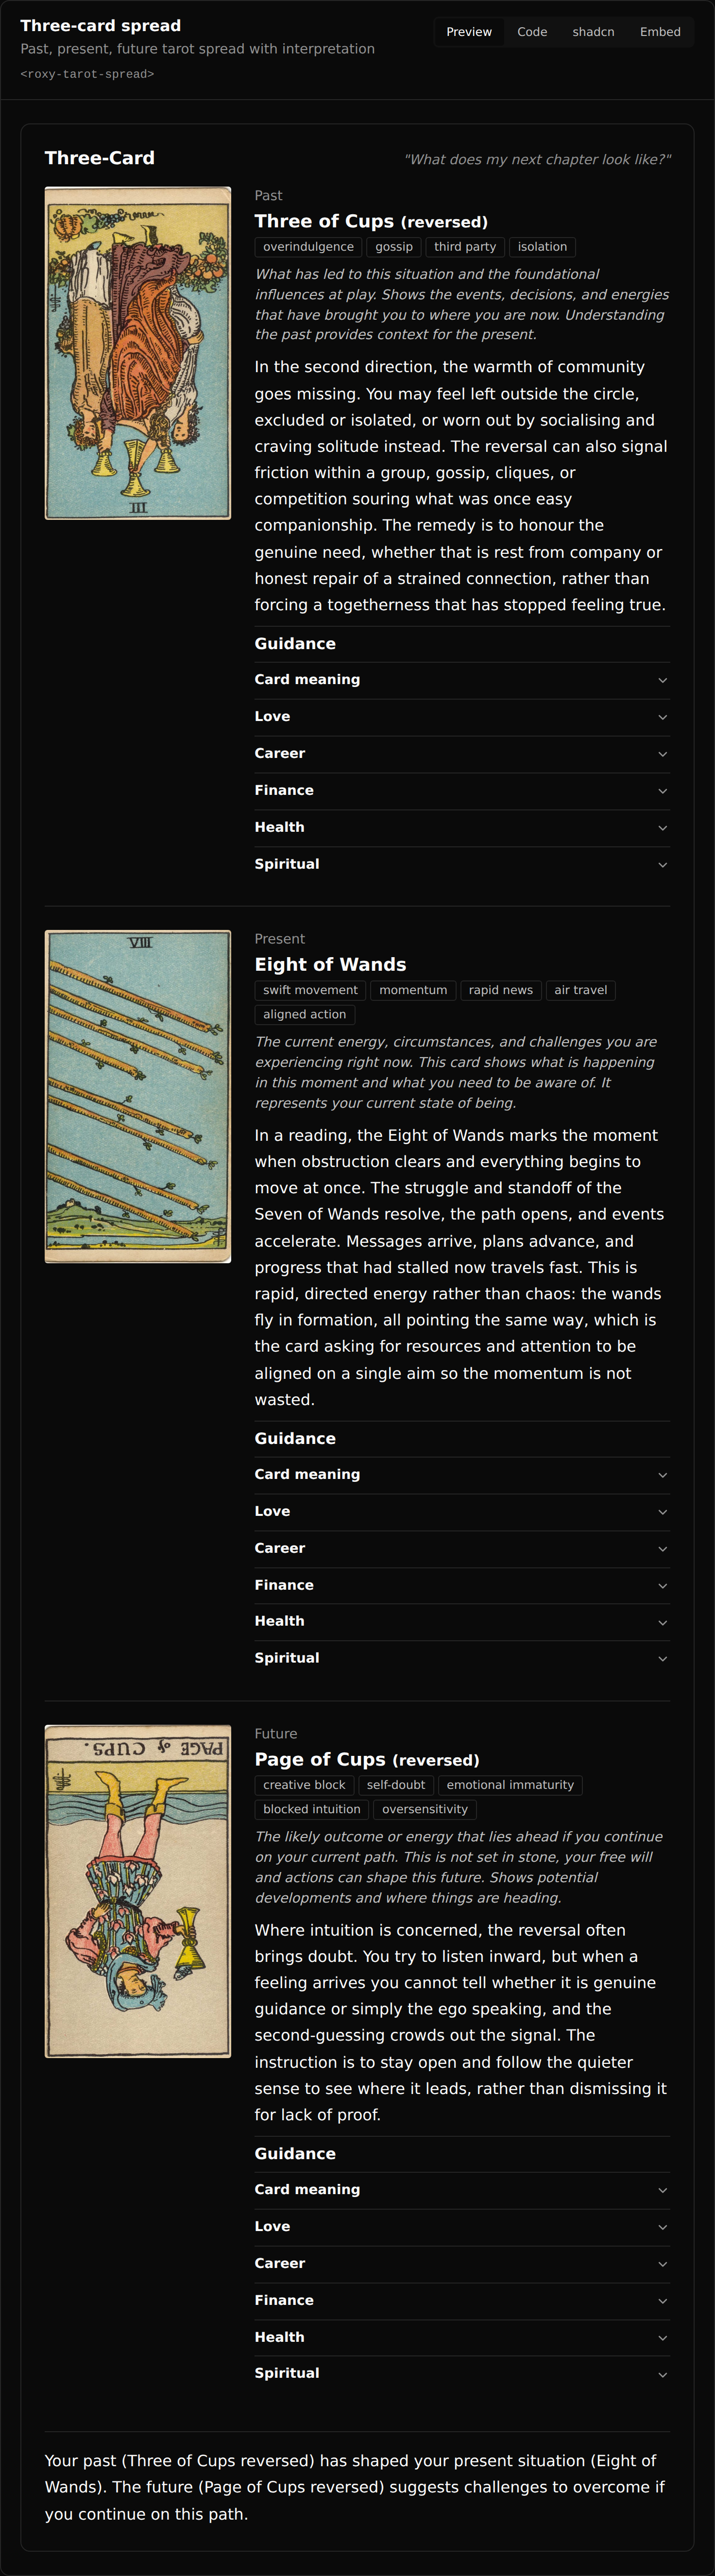 Three-card spread
Past, present, future tarot spread with interpretation
<roxy-tarot-spread>
Preview
Code
shadcn
Embed
Three-Card
"What does my next chapter look like?"
III
Past
Three of Cups (reversed)
overindulgence
gossip
third party
isolation
What has led to this situation and the foundational
influences at play. Shows the events, decisions, and energies
that have brought you to where you are now. Understanding
the past provides context for the present.
In the second direction, the warmth of community
goes missing. You may feel left outside the circle,
excluded or isolated, or worn out by socialising and
craving solitude instead. The reversal can also signal
friction within a group, gossip, cliques, or
competition souring what was once easy
companionship. The remedy is to honour the
genuine need, whether that is rest from company or
honest repair of a strained connection, rather than
forcing a togetherness that has stopped feeling true.
Guidance
Card meaning
Love
Career
Finance
Health
Spiritual
VIII
Present
Eight of Wands
swift movement
momentum
rapid news
air travel
aligned action
The current energy, circumstances, and challenges you are
experiencing right now. This card shows what is happening
in this moment and what you need to be aware of. It
represents your current state of being.
In a reading, the Eight of Wands marks the moment
when obstruction clears and everything begins to
move at once. The struggle and standoff of the
Seven of Wands resolve, the path opens, and events
accelerate. Messages arrive, plans advance, and
progress that had stalled now travels fast. This is
rapid, directed energy rather than chaos: the wands
fly in formation, all pointing the same way, which is
the card asking for resources and attention to be
aligned on a single aim so the momentum is not
wasted.
Guidance
Card meaning
Love
Career
Finance
Health
Spiritual
PAGE of CUPS.
Future
Page of Cups (reversed)
creative block
self-doubt
emotional immaturity
blocked intuition
oversensitivity
The likely outcome or energy that lies ahead if you continue
on your current path. This is not set in stone, your free will
and actions can shape this future. Shows potential
developments and where things are heading.
Where intuition is concerned, the reversal often
brings doubt. You try to listen inward, but when a
feeling arrives you cannot tell whether it is genuine
guidance or simply the ego speaking, and the
second-guessing crowds out the signal. The
instruction is to stay open and follow the quieter
sense to see where it leads, rather than dismissing it
for lack of proof.
Guidance
Card meaning
Love
Career
Finance
Health
Spiritual
Your past (Three of Cups reversed) has shaped your present situation (Eight of
Wands). The future (Page of Cups reversed) suggests challenges to overcome if
you continue on this path.